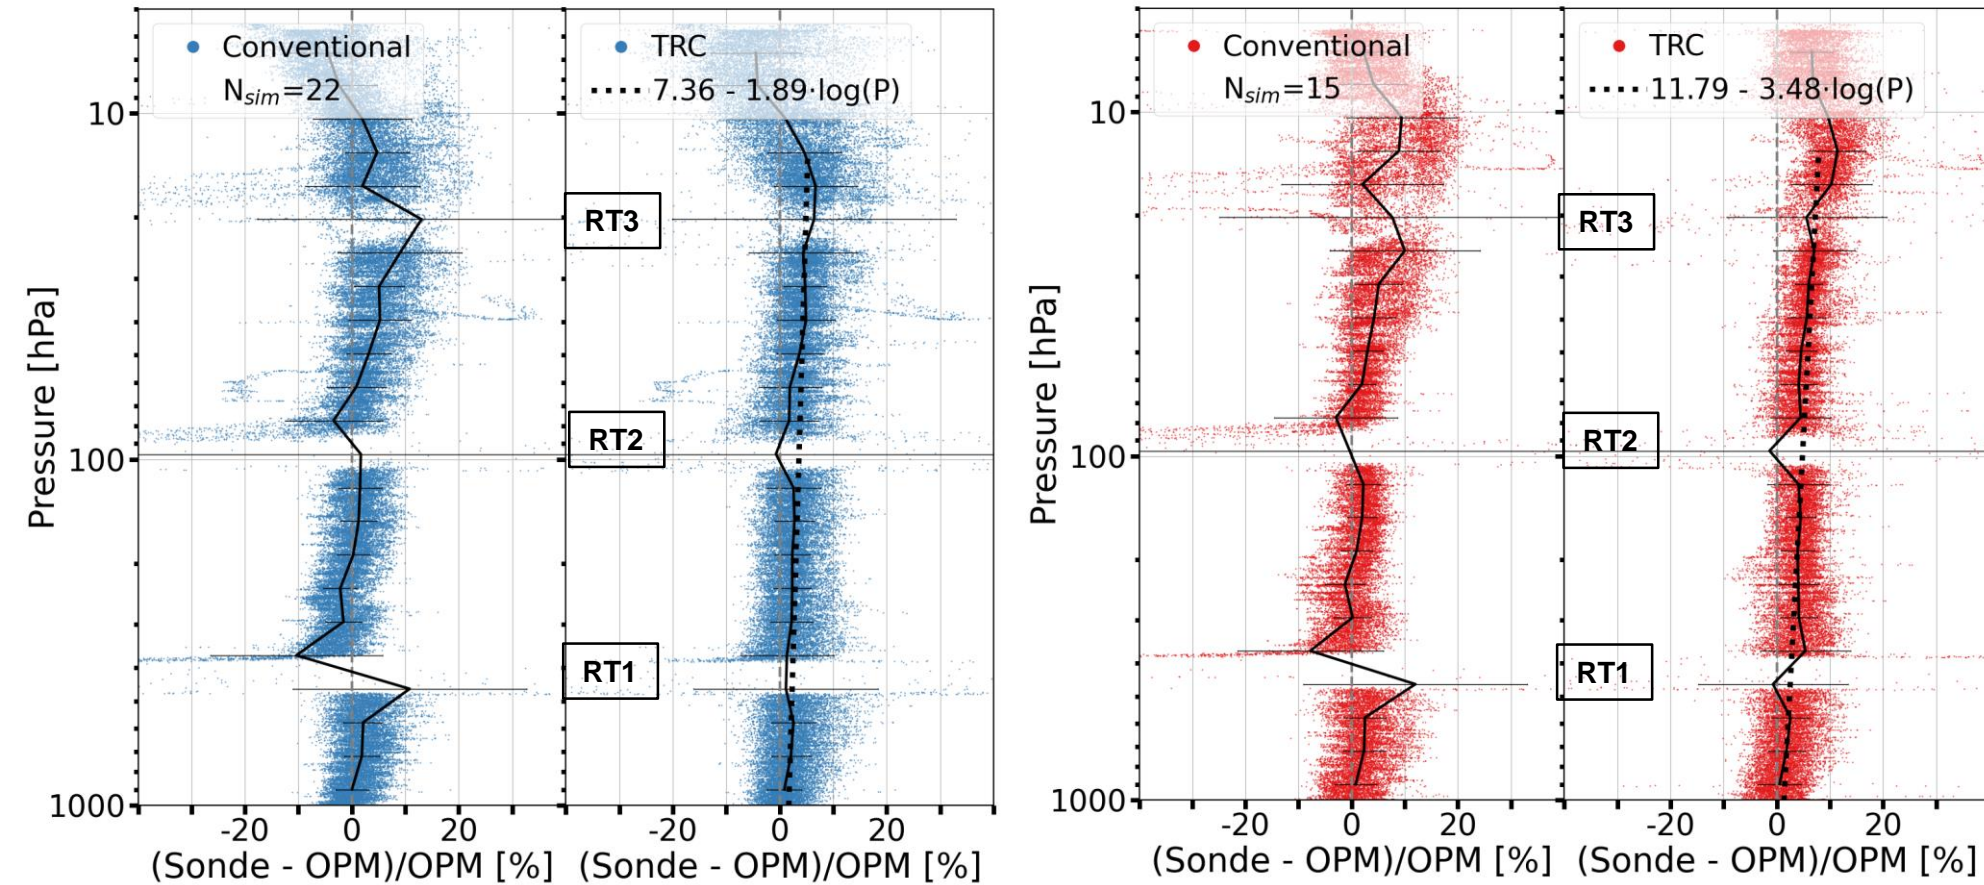 Conventional
N_sim=22
TRC
7.36 - 1.89·log(P)
10
100
1000
Pressure [hPa]
RT3
RT2
RT1
-20 0 20
-20 0 20
(Sonde - OPM)/OPM [%]
(Sonde - OPM)/OPM [%]
Conventional
N_sim=15
TRC
11.79 - 3.48·log(P)
10
100
1000
Pressure [hPa]
RT3
RT2
RT1
-20 0 20
-20 0 20
(Sonde - OPM)/OPM [%]
(Sonde - OPM)/OPM [%]